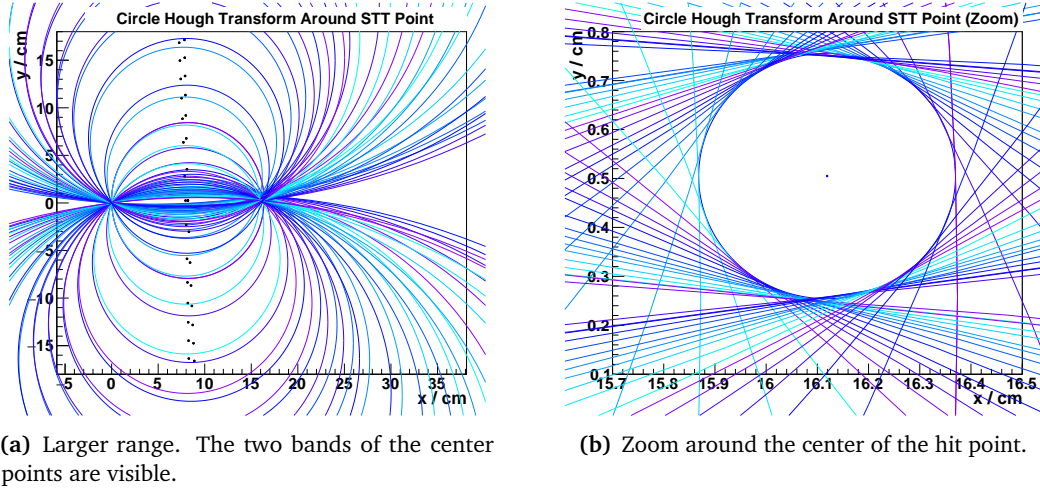 Circle Hough Transform Around STT Point
y / cm
15
10
5
0
−5
−10
−15
−5 0 5 10 15 20 25 30 35
x / cm
Circle Hough Transform Around STT Point (Zoom)
y / cm
0.8
0.7
0.6
0.5
0.4
0.3
0.2
0.1
15.7 15.8 15.9 16 16.1 16.2 16.3 16.4 16.5
x / cm
(a) Larger range. The two bands of the center
points are visible.
(b) Zoom around the center of the hit point.